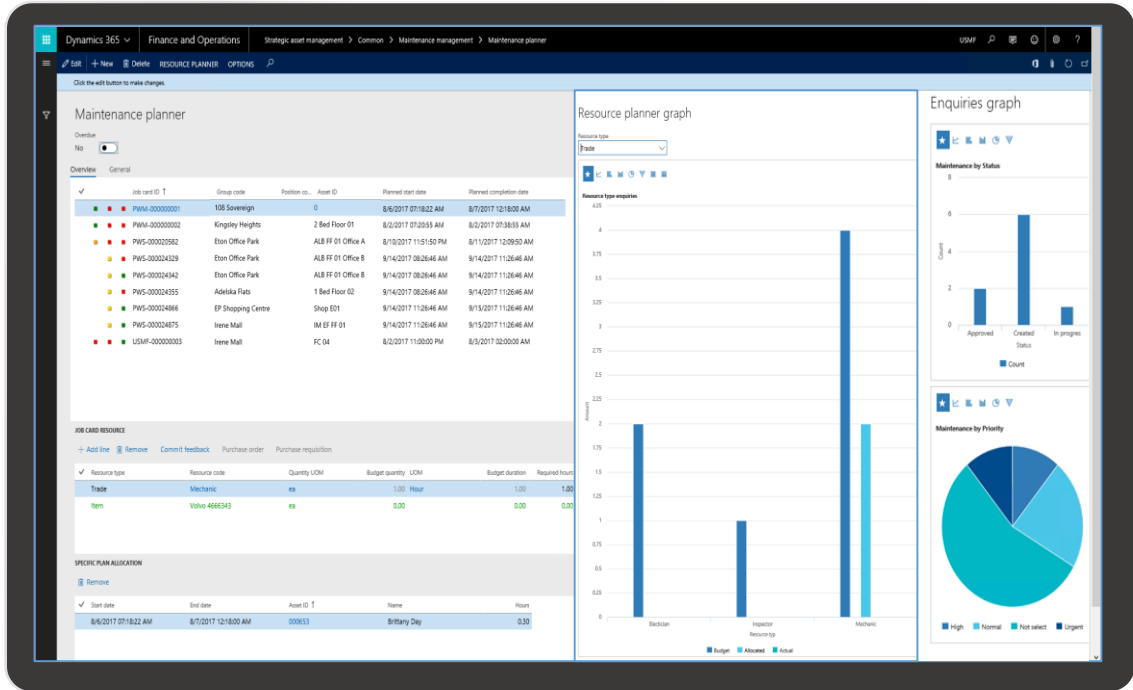 Dynamics 365 Finance and Operations Strategic asset management > Common > Maintenance management > Maintenance planner USMF ?
Edit + New Delete RESOURCE PLANNER OPTIONS
Click the edit button to make changes.
Maintenance planner
Overdue
No
Overview General
Job card ID ↑ Group code Position co... Asset ID Planned start date Planned completion date
PWM-000000001 108 Sovereign 0 8/6/2017 07:18:22 AM 8/7/2017 12:18:00 AM
PWM-000000002 Kingsley Heights 2 Bed Floor 01 8/2/2017 07:20:55 AM 8/2/2017 07:38:55 AM
PWS-000020582 Eton Office Park ALB FF 01 Office A 8/10/2017 11:51:50 PM 8/11/2017 12:09:50 AM
PWS-000024329 Eton Office Park ALB FF 01 Office B 9/14/2017 08:26:46 AM 9/14/2017 11:26:46 AM
PWS-000024342 Eton Office Park ALB FF 01 Office B 9/14/2017 08:26:46 AM 9/14/2017 11:26:46 AM
PWS-000024355 Adelska Flats 1 Bed Floor 02 9/14/2017 08:26:46 AM 9/14/2017 11:26:46 AM
PWS-000024866 EP Shopping Centre Shop E01 9/14/2017 11:26:46 AM 9/15/2017 11:26:46 AM
PWS-000024875 Irene Mall IM EF FF 01 9/14/2017 11:26:46 AM 9/15/2017 11:26:46 AM
USMF-000000003 Irene Mall FC 04 8/2/2017 11:00:00 PM 8/3/2017 02:00:00 AM
JOB CARD RESOURCE
+ Add line Remove Commit feedback Purchase order Purchase requisition
Resource type Resource code Quantity UOM Budget quantity UOM Budget duration Required hours
Trade Mechanic ea 1.00 Hour 1.00 1.00
Item Volvo 4666343 ea 0.00 0.00 0.00
SPECIFIC PLAN ALLOCATION
Remove
Start date End date Asset ID ↑ Name Hours
8/6/2017 07:18:22 AM 8/7/2017 12:18:00 AM 000653 Brittany Day 0.30
Resource planner graph
Resource type
Trade
Resource type enquiries
4.25
4
3.75
3.5
3.25
3
2.75
2.5
2.25
2
1.75
1.5
1.25
1
0.75
0.5
0.25
0
Amount
Electician Inspector Mechanic
Resource typ
Budget Allocated Actual
Enquiries graph
Maintenance by Status
8
6
4
2
0
Count
Approved Created In progres
Status
Count
Maintenance by Priority
High Normal Not select Urgent